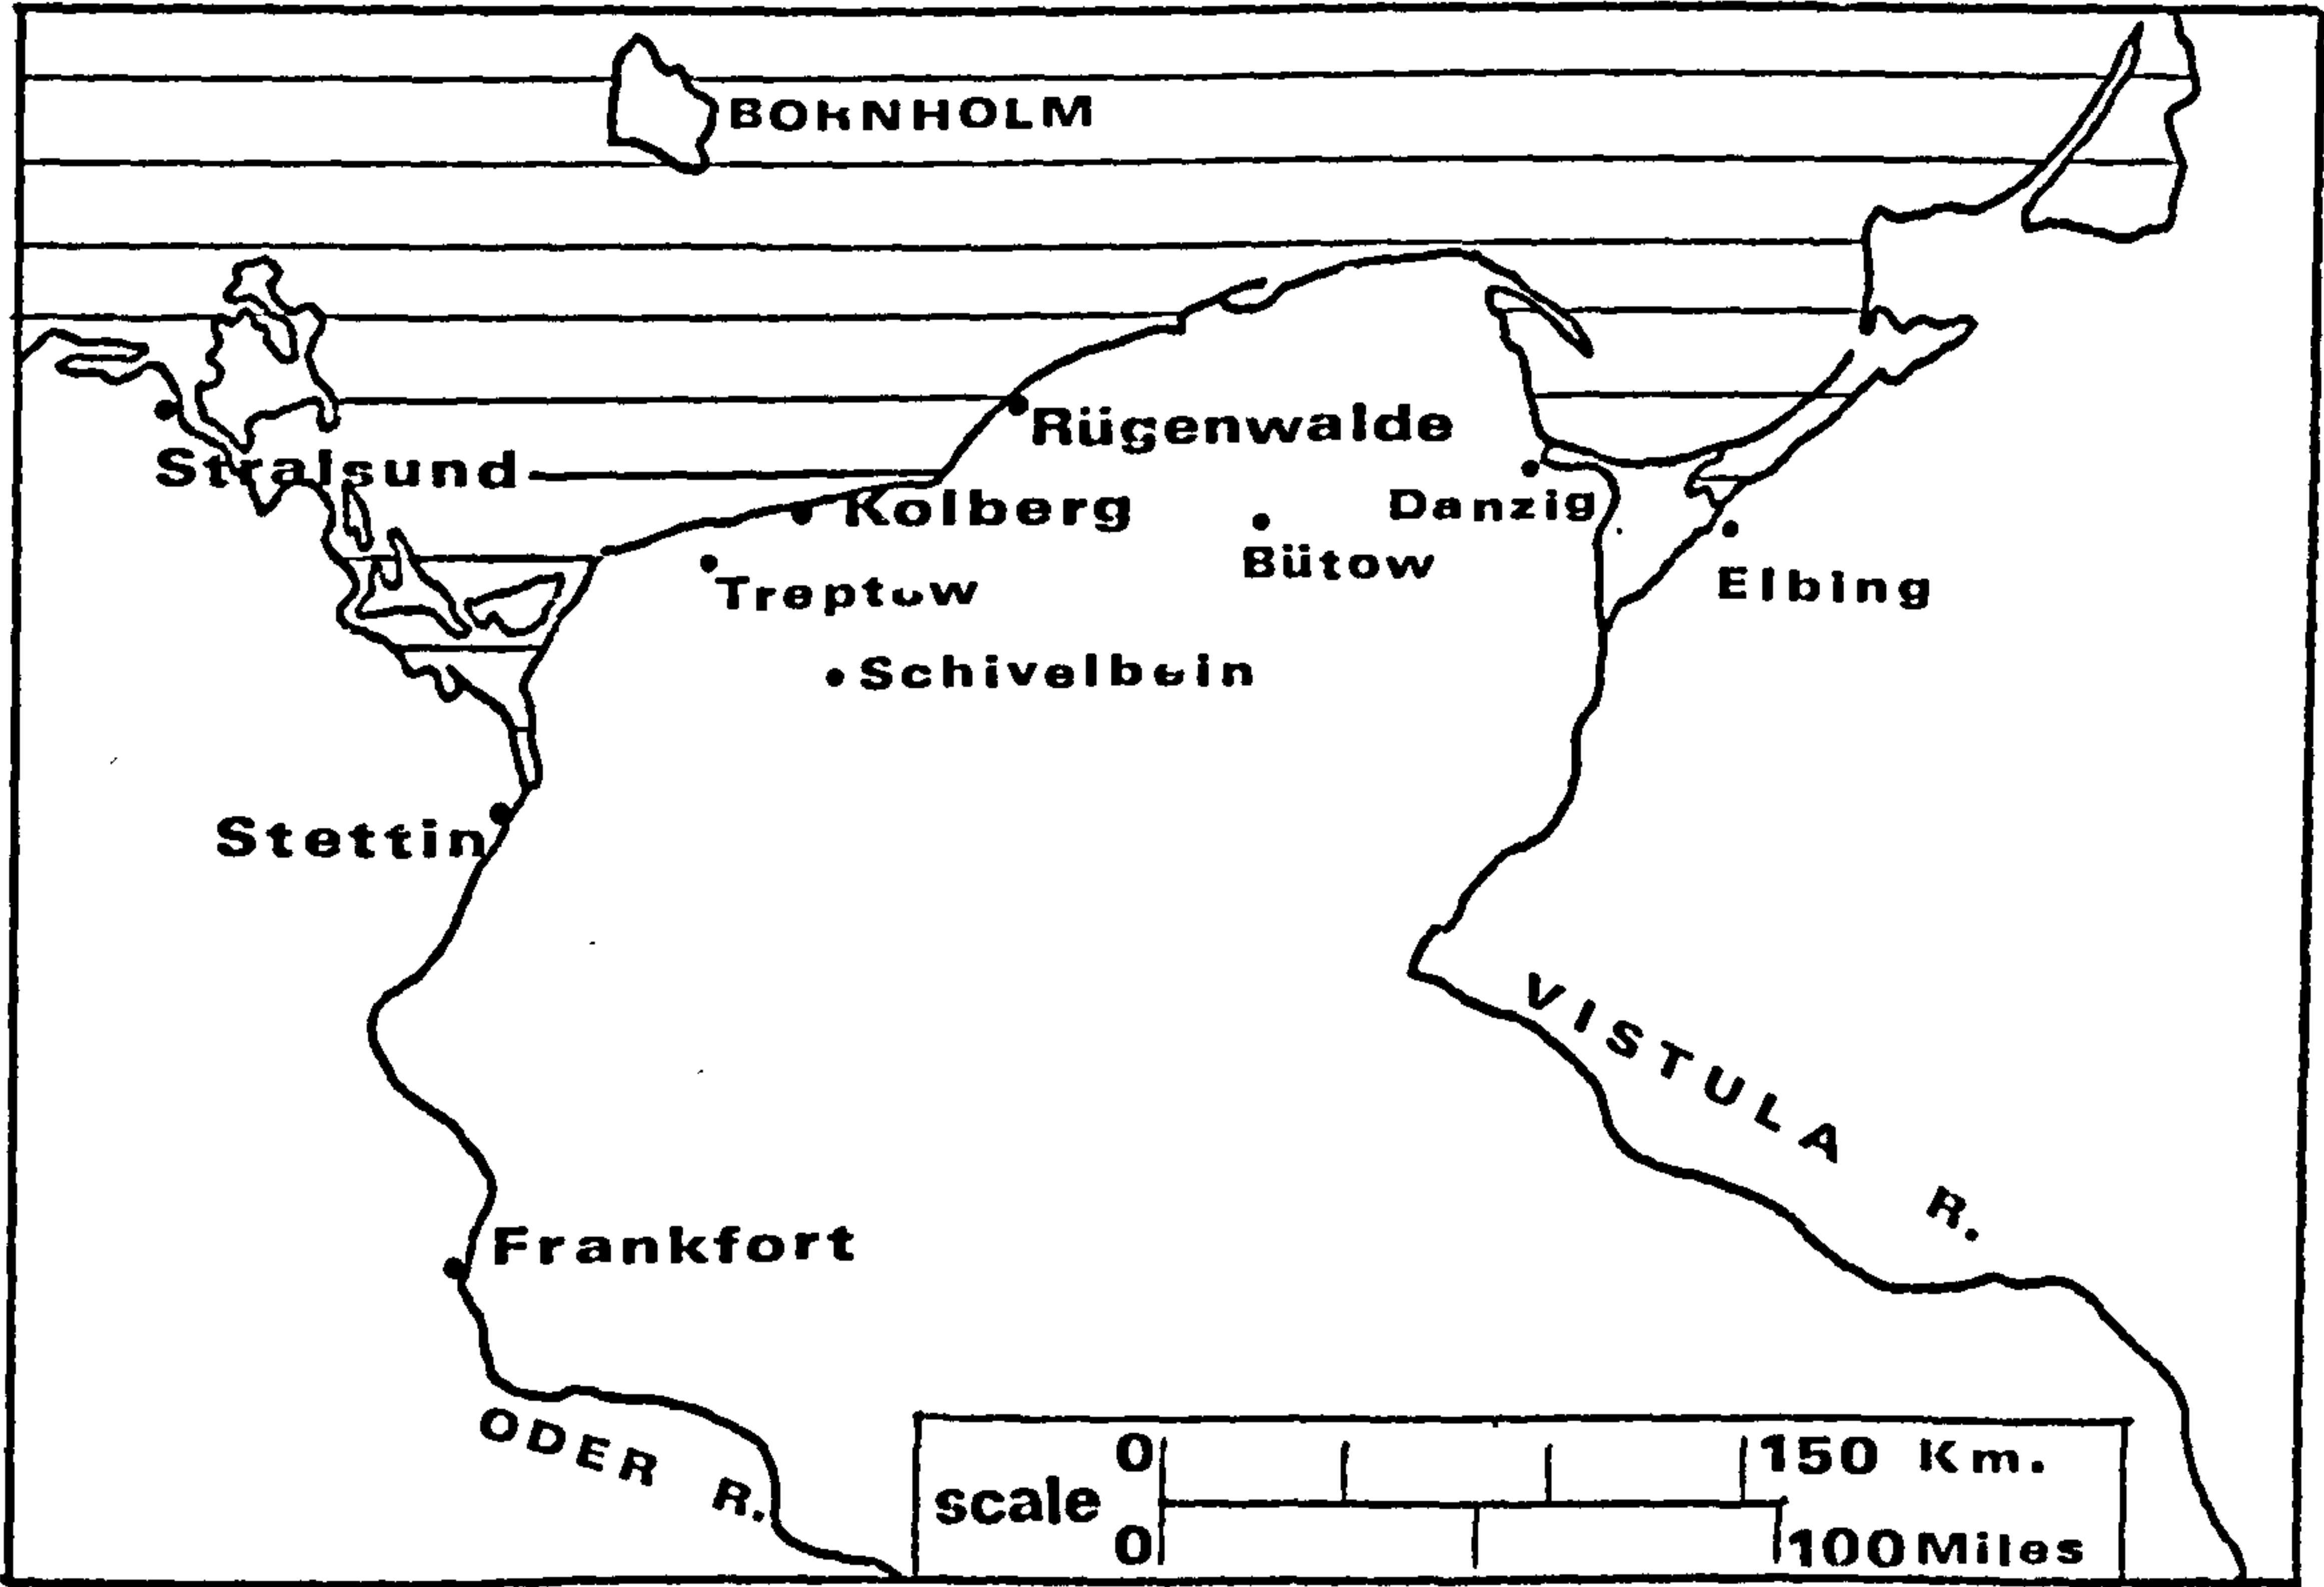 BORNHOLM
Rügenwalde
Stralsund
Kolberg
Danzig
Bütow
Treptow
Elbing
Schivelbein
Stettin
VISTULA R.
Frankfort
ODER R.
0 150 Km.
scale
0 100 Miles